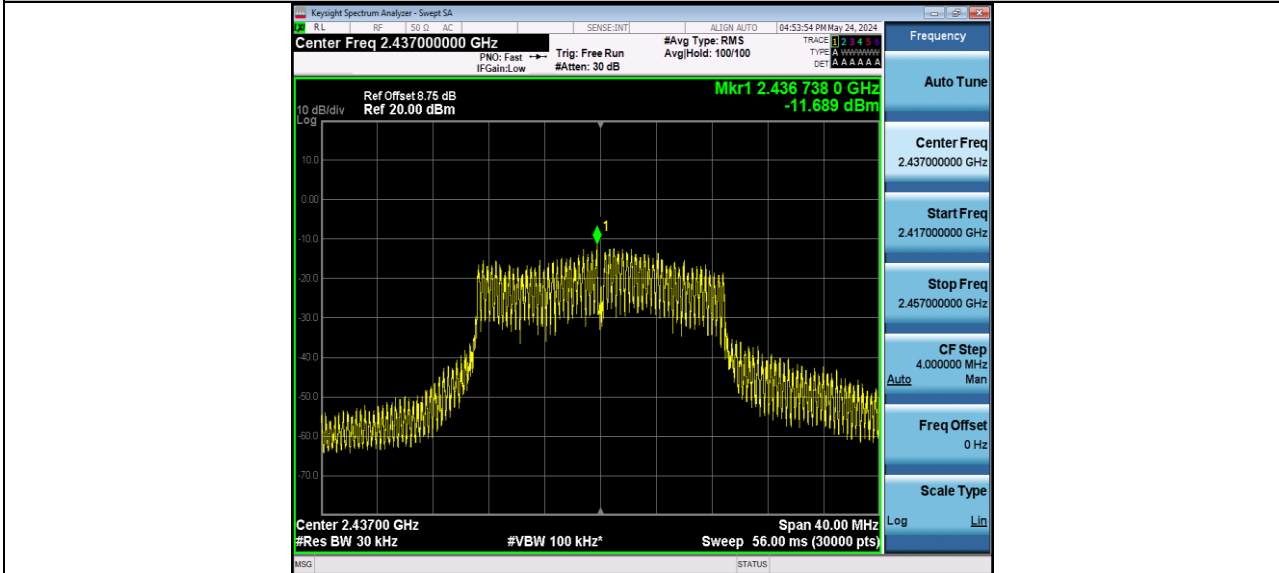 Keysight Spectrum Analyzer - Swept SA
RL RF 50 Ω AC SENSE:INT ALIGN AUTO 04:53:54 PM May 24, 2024
Center Freq 2.437000000 GHz
PNO: Fast
IFGain:Low
Trig: Free Run
#Atten: 30 dB
#Avg Type: RMS
Avg|Hold: 100/100
TRACE 1 2 3 4 5 6
TYPE A WWWWW
DET A A A A A A
Frequency
Mkr1 2.436 738 0 GHz
-11.689 dBm
Ref Offset 8.75 dB
10 dB/div Ref 20.00 dBm
Log
10.0
0.00
-10.0
-20.0
-30.0
-40.0
-50.0
-60.0
-70.0
1
Center 2.43700 GHz
Span 40.00 MHz
#Res BW 30 kHz
#VBW 100 kHz*
Sweep 56.00 ms (30000 pts)
Auto Tune
Center Freq
2.437000000 GHz
Start Freq
2.417000000 GHz
Stop Freq
2.457000000 GHz
CF Step
4.000000 MHz
Auto Man
Freq Offset
0 Hz
Scale Type
Log Lin
MSG STATUS